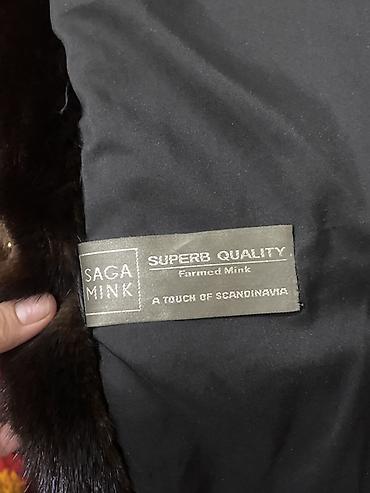 SAGA
MINK
SUPERB QUALITY
Farmed Mink
A TOUCH OF SCANDINAVIA